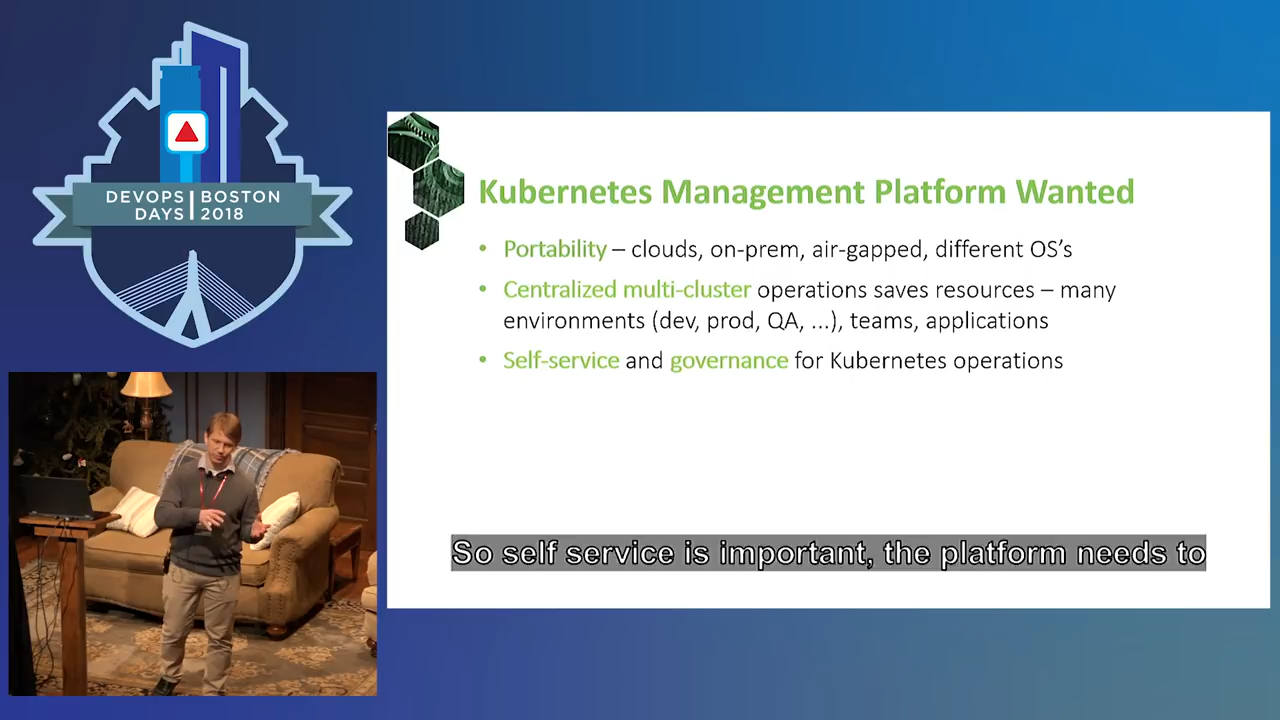 DEVOPS BOSTON
DAYS 2018
Kubernetes Management Platform Wanted
• Portability – clouds, on-prem, air-gapped, different OS's
• Centralized multi-cluster operations saves resources – many
environments (dev, prod, QA, ...), teams, applications
• Self-service and governance for Kubernetes operations
So self service is important, the platform needs to